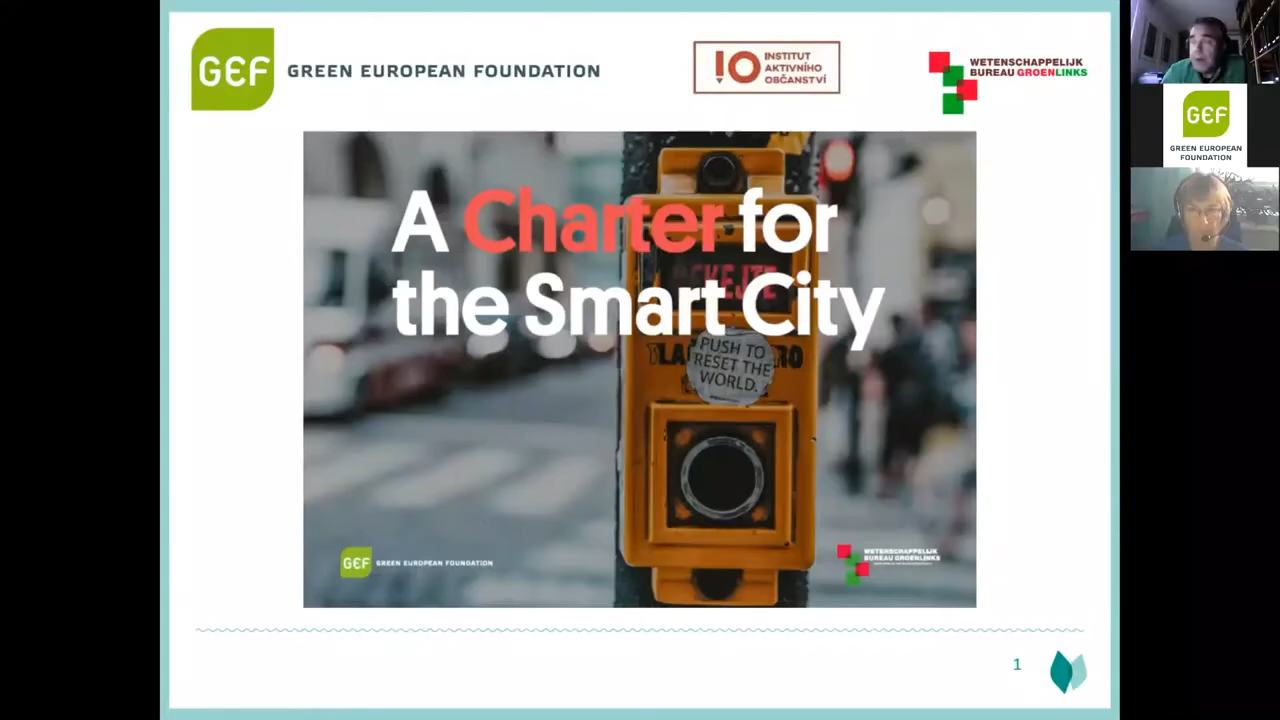 GEF GREEN EUROPEAN FOUNDATION
!O INSTITUT
AKTIVNÍHO
OBČANSTVÍ
WETENSCHAPPELIJK
BUREAU GROENLINKS
GEF
GREEN EUROPEAN
FOUNDATION
A Charter for
the Smart City
PUSH TO
RESET THE
WORLD.
GEF GREEN EUROPEAN FOUNDATION
WETENSCHAPPELIJK
BUREAU GROENLINKS
1